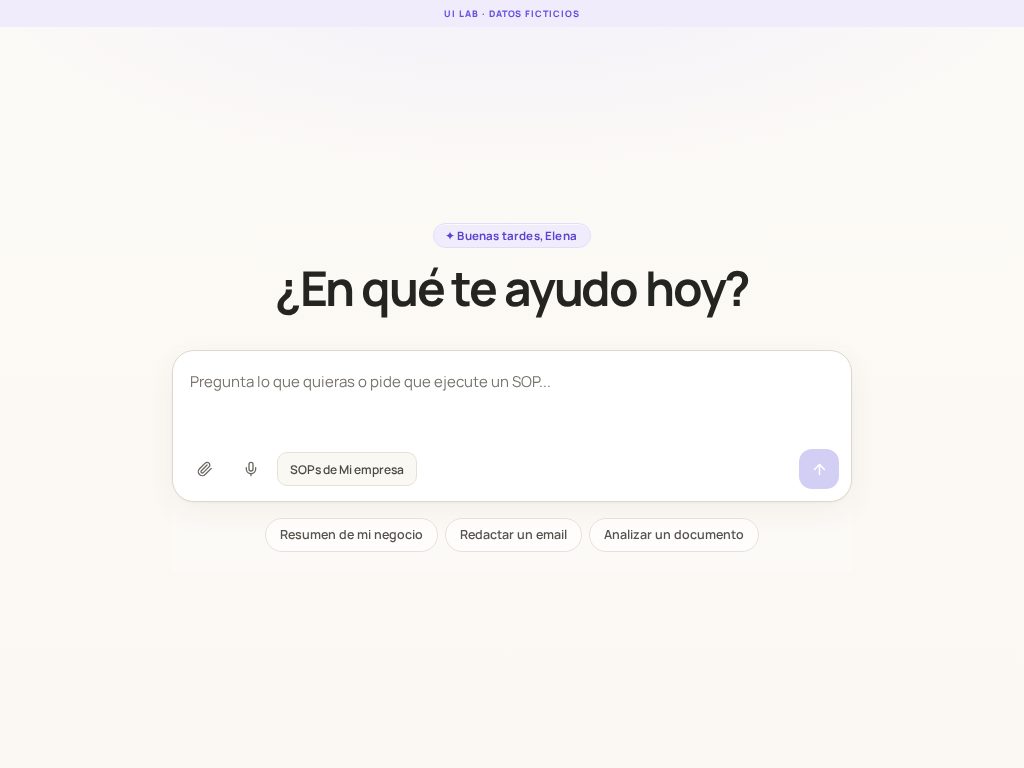 UI LAB · DATOS FICTICIOS
✦ Buenas tardes, Elena
¿En qué te ayudo hoy?
Pregunta lo que quieras o pide que ejecute un SOP...
SOPs de Mi empresa
Resumen de mi negocio
Redactar un email
Analizar un documento